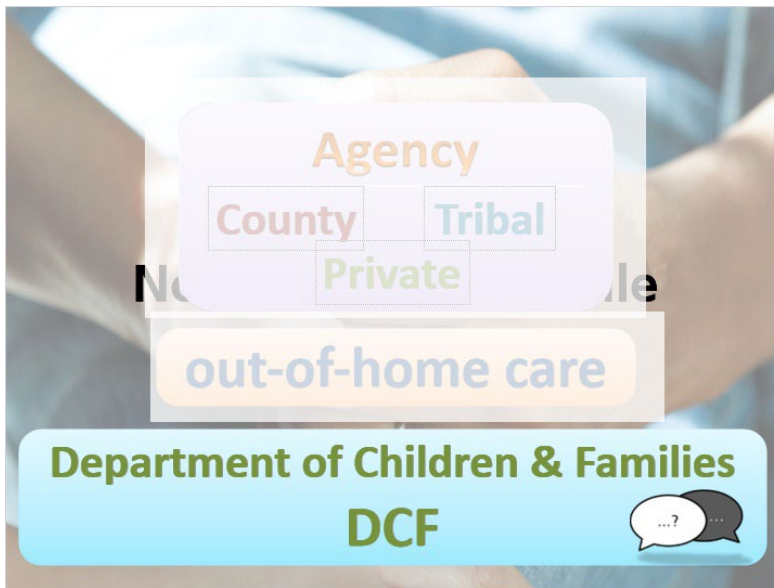 Agency
County Tribal
Private
out-of-home care
Department of Children & Families
DCF
...? ...